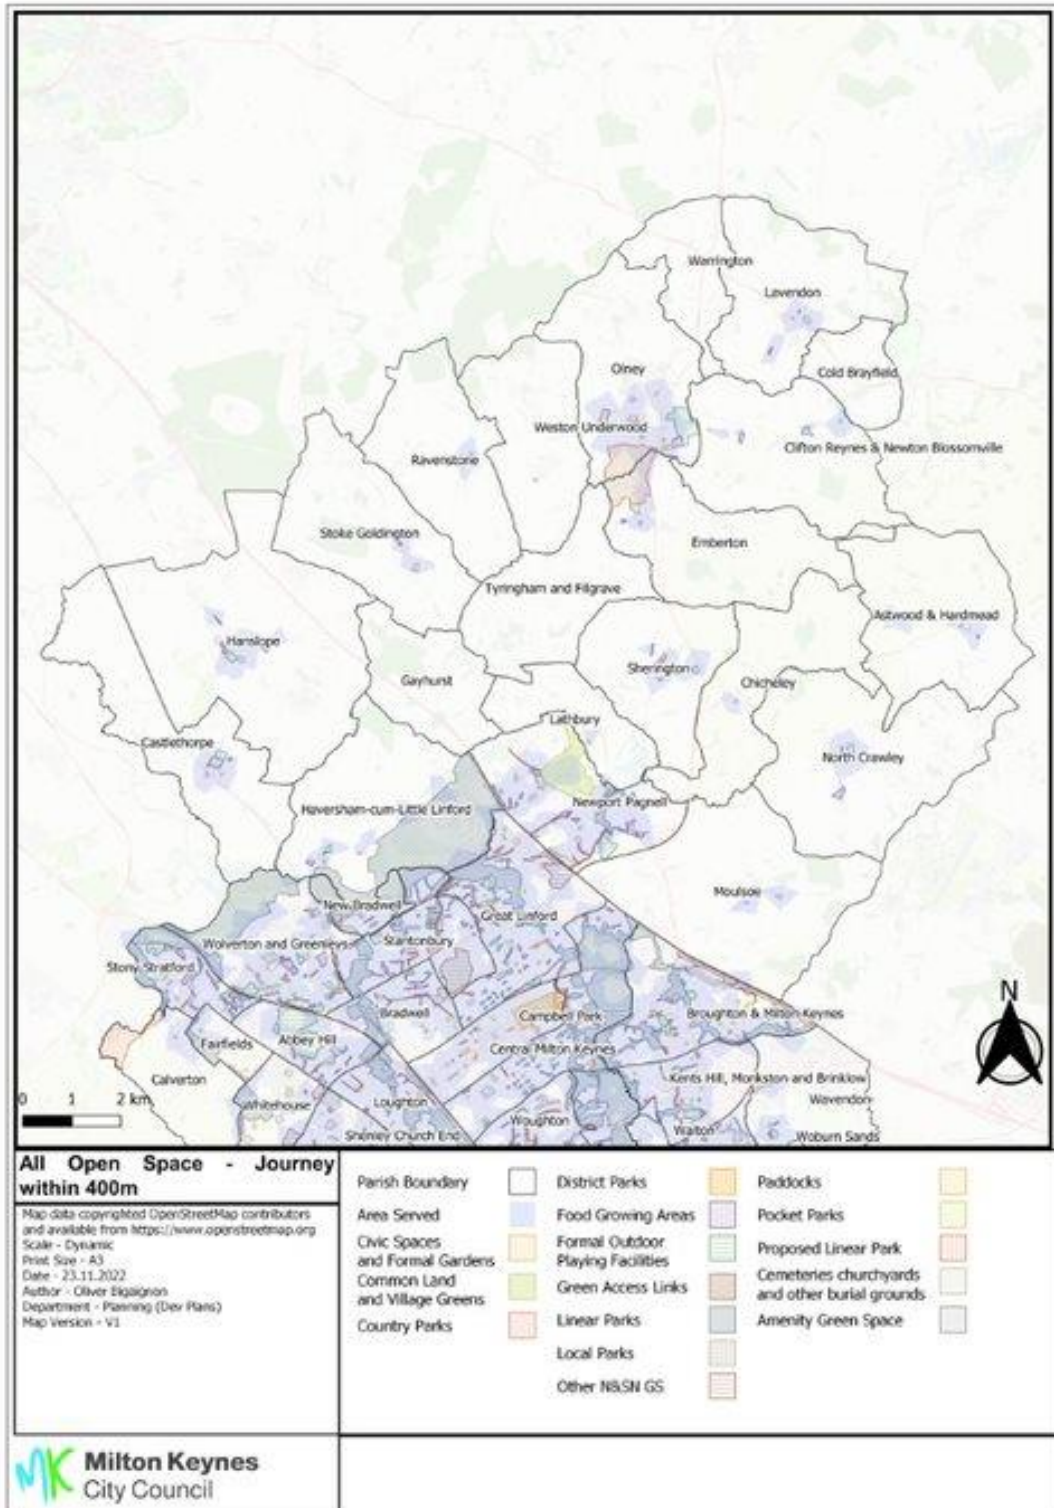 Warrington
Lavendon
Cold Brayfield
Olney
Weston Underwood
Clifton Reynes & Newton Blossomville
Ravenstone
Stoke Goldington
Emberton
Tyringham and Filgrave
Astwood & Hardmead
Hanslope
Sherington
Gayhurst
Chicheley
Lathbury
Castlethorpe
North Crawley
Haversham-cum-Little Linford
Newport Pagnell
Moulsoe
New Bradwell
Great Linford
Wolverton and Greenleys
Stantonbury
Stony Stratford
Bradwell
Campbell Park
Broughton & Milton Keynes
Fairfields
Abbey Hill
Central Milton Keynes
Calverton
Kents Hill, Monkston and Brinklow
Whitehouse
Loughton
Wavendon
Woughton
Walton
Shenley Church End
Woburn Sands
N
0 1 2 km
All Open Space - Journey
within 400m
Map data copyrighted OpenStreetMap contributors
and available from https://www.openstreetmap.org
Scale - Dynamic
Print Size - A3
Date - 23.11.2022
Author - Oliver Bigaignon
Department - Planning (Dev Plans)
Map Version - V1
Parish Boundary
Area Served
Civic Spaces
and Formal Gardens
Common Land
and Village Greens
Country Parks
District Parks
Food Growing Areas
Formal Outdoor
Playing Facilities
Green Access Links
Linear Parks
Local Parks
Other N&SN GS
Paddocks
Pocket Parks
Proposed Linear Park
Cemeteries churchyards
and other burial grounds
Amenity Green Space
MK Milton Keynes
City Council